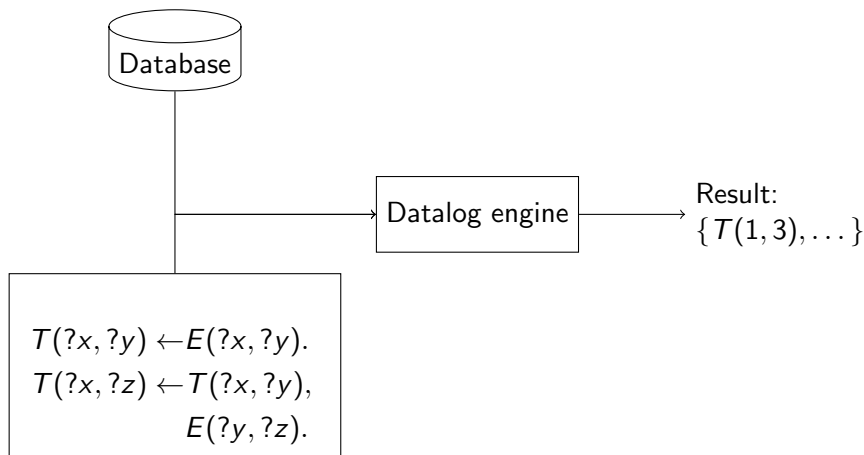 Database
Datalog engine
Result:
{T(1, 3), . . . }
T(?x, ?y) ←E(?x, ?y).
T(?x, ?z) ←T(?x, ?y),
E(?y, ?z).